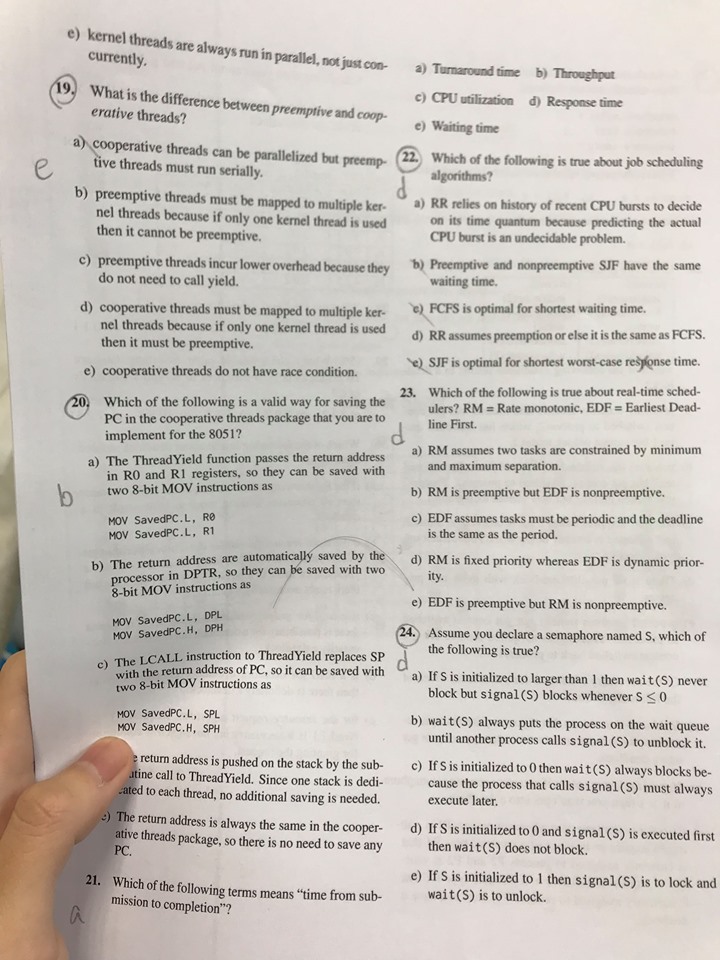 e) kernel threads are always run in parallel, not just con-
currently.
19. What is the difference between preemptive and coop-
erative threads?
e
a) cooperative threads can be parallelized but preemp-
tive threads must run serially.
b) preemptive threads must be mapped to multiple ker-
nel threads because if only one kernel thread is used
then it cannot be preemptive.
c) preemptive threads incur lower overhead because they
do not need to call yield.
d) cooperative threads must be mapped to multiple ker-
nel threads because if only one kernel thread is used
then it must be preemptive.
e) cooperative threads do not have race condition.
20. Which of the following is a valid way for saving the
PC in the cooperative threads package that you are to
implement for the 8051?
b
a) The ThreadYield function passes the return address
in R0 and R1 registers, so they can be saved with
two 8-bit MOV instructions as
MOV SavedPC.L, R0
MOV SavedPC.L, R1
b) The return address are automatically saved by the
processor in DPTR, so they can be saved with two
8-bit MOV instructions as
MOV SavedPC.L, DPL
MOV SavedPC.H, DPH
c) The LCALL instruction to ThreadYield replaces SP
with the return address of PC, so it can be saved with
two 8-bit MOV instructions as
MOV SavedPC.L, SPL
MOV SavedPC.H, SPH
return address is pushed on the stack by the sub-
call to ThreadYield. Since one stack is dedi-
to each thread, no additional saving is needed.
e) The return address is always the same in the cooper-
ative threads package, so there is no need to save any
PC.
21. Which of the following terms means “time from sub-
mission to completion”?
a
a) Turnaround time b) Throughput
c) CPU utilization d) Response time
e) Waiting time
22. Which of the following is true about job scheduling
algorithms?
d
a) RR relies on history of recent CPU bursts to decide
on its time quantum because predicting the actual
CPU burst is an undecidable problem.
b) Preemptive and nonpreemptive SJF have the same
waiting time.
c) FCFS is optimal for shortest waiting time.
d) RR assumes preemption or else it is the same as FCFS.
e) SJF is optimal for shortest worst-case response time.
23. Which of the following is true about real-time sched-
ulers? RM = Rate monotonic, EDF = Earliest Dead-
line First.
d
a) RM assumes two tasks are constrained by minimum
and maximum separation.
b) RM is preemptive but EDF is nonpreemptive.
c) EDF assumes tasks must be periodic and the deadline
is the same as the period.
d) RM is fixed priority whereas EDF is dynamic prior-
ity.
e) EDF is preemptive but RM is nonpreemptive.
24. Assume you declare a semaphore named S, which of
the following is true?
d
a) If S is initialized to larger than 1 then wait(S) never
block but signal(S) blocks whenever S ≤ 0
b) wait(S) always puts the process on the wait queue
until another process calls signal(S) to unblock it.
c) If S is initialized to 0 then wait(S) always blocks be-
cause the process that calls signal(S) must always
execute later.
d) If S is initialized to 0 and signal(S) is executed first
then wait(S) does not block.
e) If S is initialized to 1 then signal(S) is to lock and
wait(S) is to unlock.